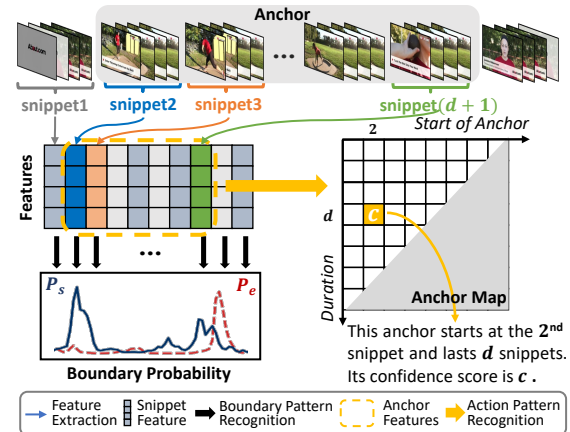 Anchor
snippet1
snippet2
snippet3
snippet(d + 1)
2
Start of Anchor
Features
d
c
Duration
Anchor Map
...
P_s
P_e
Boundary Probability
This anchor starts at the 2nd
snippet and lasts d snippets.
Its confidence score is c .
Feature
Extraction
Snippet
Feature
Boundary Pattern
Recognition
Anchor
Features
Action Pattern
Recognition